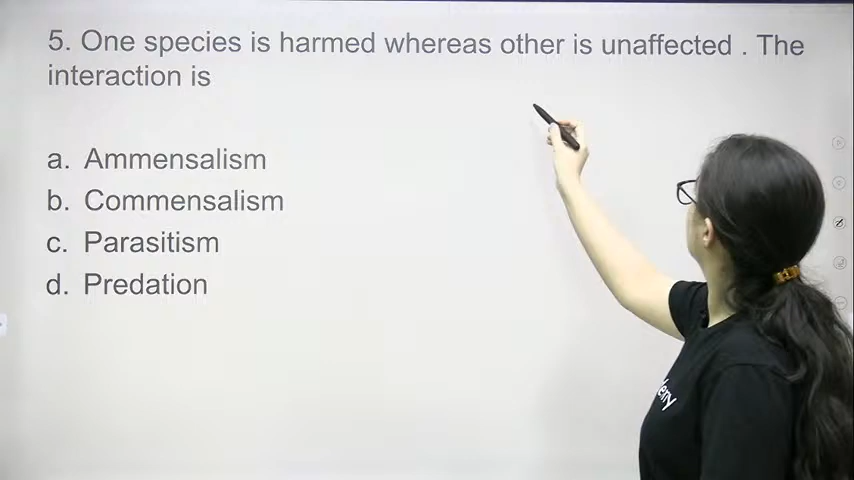 5. One species is harmed whereas other is unaffected . The
interaction is
a. Ammensalism
b. Commensalism
c. Parasitism
d. Predation